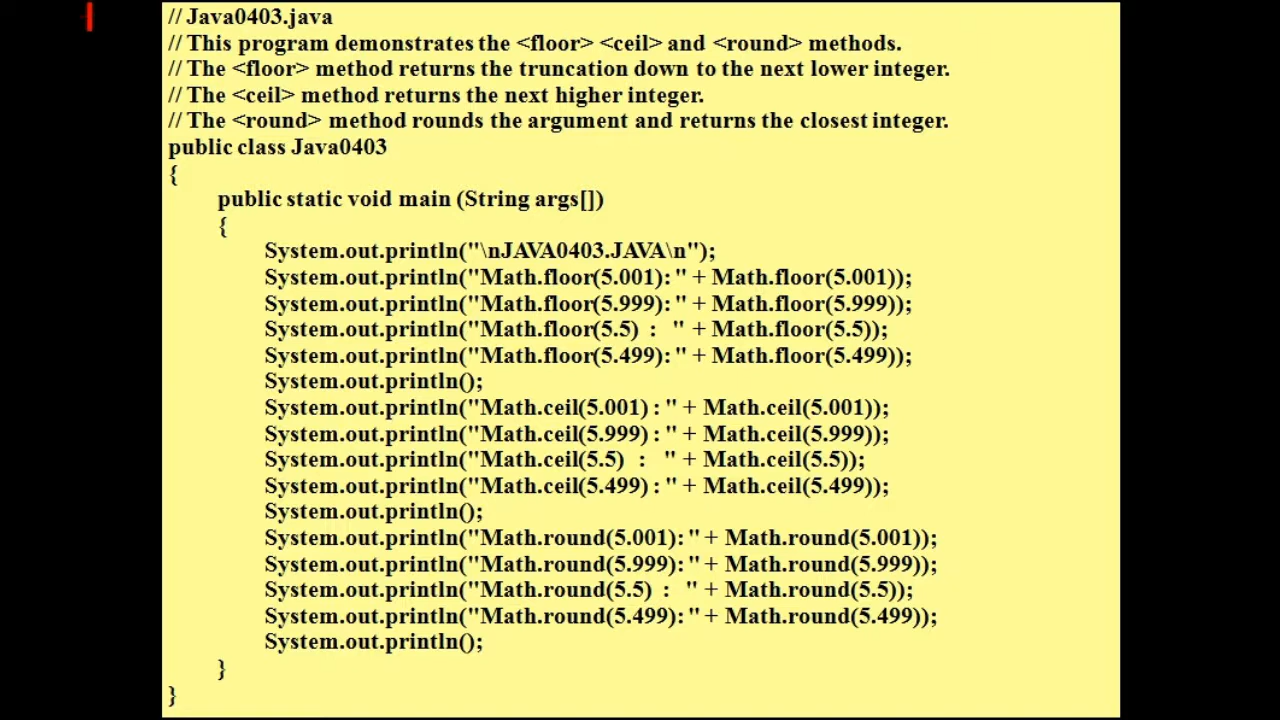 // Java0403.java
// This program demonstrates the <floor> <ceil> and <round> methods.
// The <floor> method returns the truncation down to the next lower integer.
// The <ceil> method returns the next higher integer.
// The <round> method rounds the argument and returns the closest integer.
public class Java0403
{
public static void main (String args[])
{
System.out.println("\nJAVA0403.JAVA\n");
System.out.println("Math.floor(5.001): " + Math.floor(5.001));
System.out.println("Math.floor(5.999): " + Math.floor(5.999));
System.out.println("Math.floor(5.5)  :  " + Math.floor(5.5));
System.out.println("Math.floor(5.499): " + Math.floor(5.499));
System.out.println();
System.out.println("Math.ceil(5.001) : " + Math.ceil(5.001));
System.out.println("Math.ceil(5.999) : " + Math.ceil(5.999));
System.out.println("Math.ceil(5.5)  :  " + Math.ceil(5.5));
System.out.println("Math.ceil(5.499) : " + Math.ceil(5.499));
System.out.println();
System.out.println("Math.round(5.001): " + Math.round(5.001));
System.out.println("Math.round(5.999): " + Math.round(5.999));
System.out.println("Math.round(5.5)  :  " + Math.round(5.5));
System.out.println("Math.round(5.499): " + Math.round(5.499));
System.out.println();
}
}